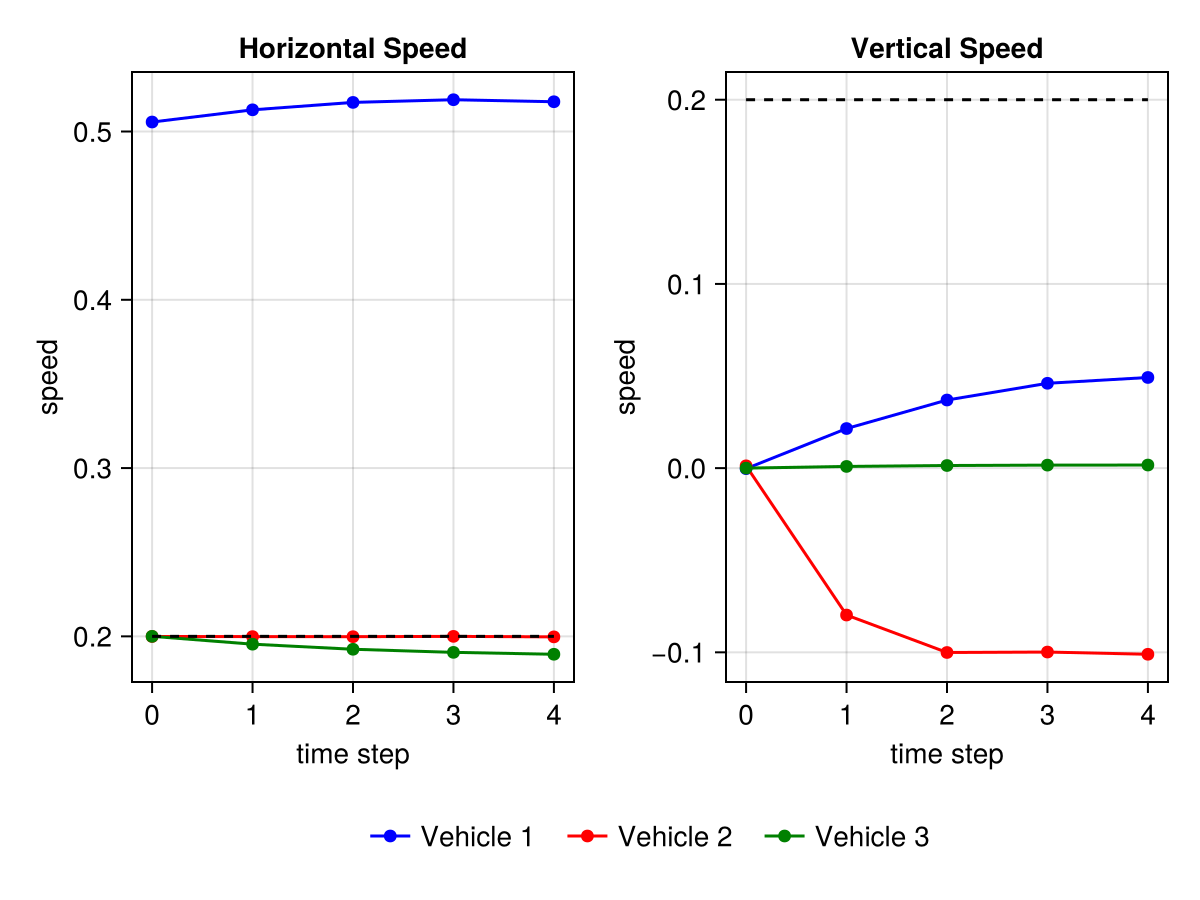 Horizontal Speed
Vertical Speed
speed
0.5
0.4
0.3
0.2
0 1 2 3 4
time step
speed
0.2
0.1
0.0
−0.1
0 1 2 3 4
time step
Vehicle 1 Vehicle 2 Vehicle 3